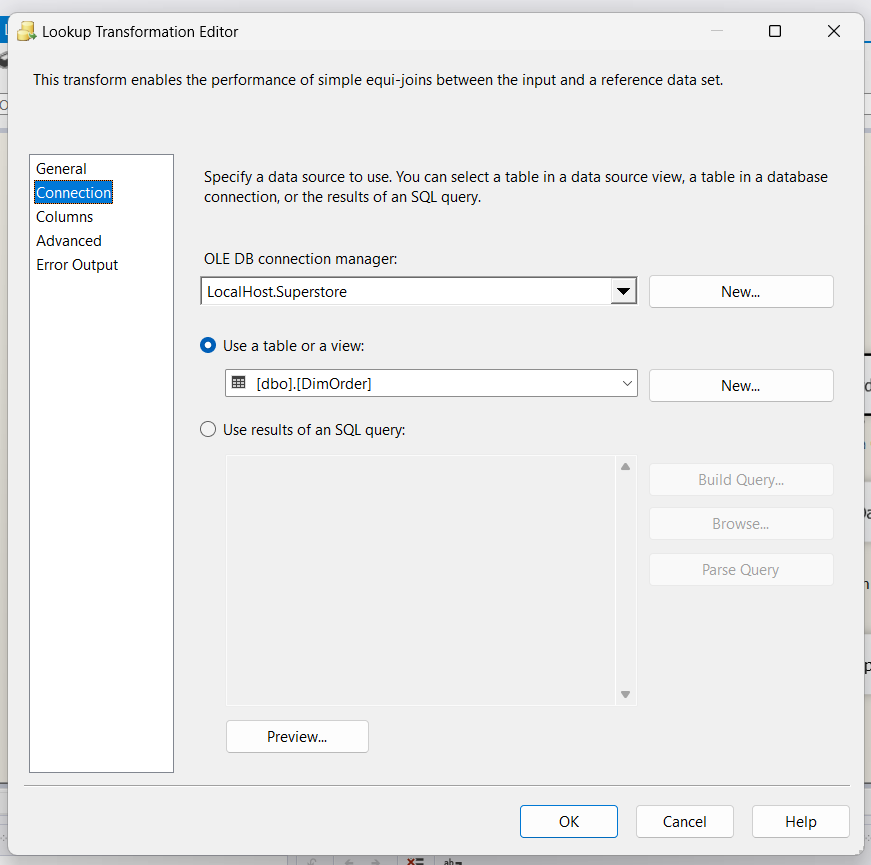 Lookup Transformation Editor
This transform enables the performance of simple equi-joins between the input and a reference data set.
General
Connection
Columns
Advanced
Error Output
Specify a data source to use. You can select a table in a data source view, a table in a database
connection, or the results of an SQL query.
OLE DB connection manager:
LocalHost.Superstore
New...
Use a table or a view:
[dbo].[DimOrder]
New...
Use results of an SQL query:
Build Query...
Browse...
Parse Query
Preview...
OK
Cancel
Help